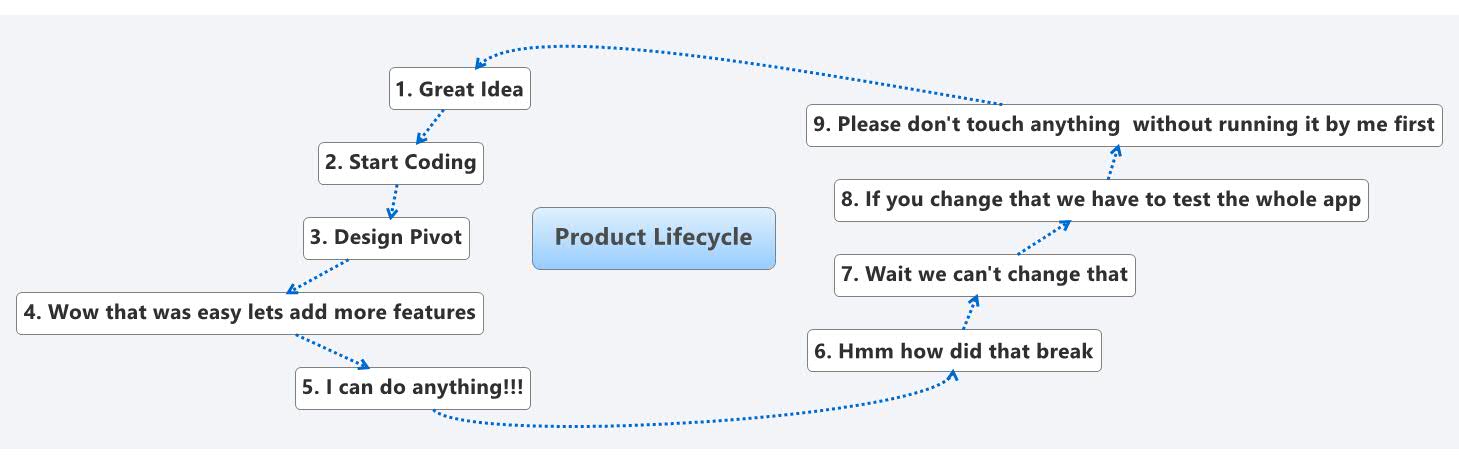 1. Great Idea
2. Start Coding
3. Design Pivot
4. Wow that was easy lets add more features
5. I can do anything!!!
Product Lifecycle
6. Hmm how did that break
7. Wait we can't change that
8. If you change that we have to test the whole app
9. Please don't touch anything  without running it by me first